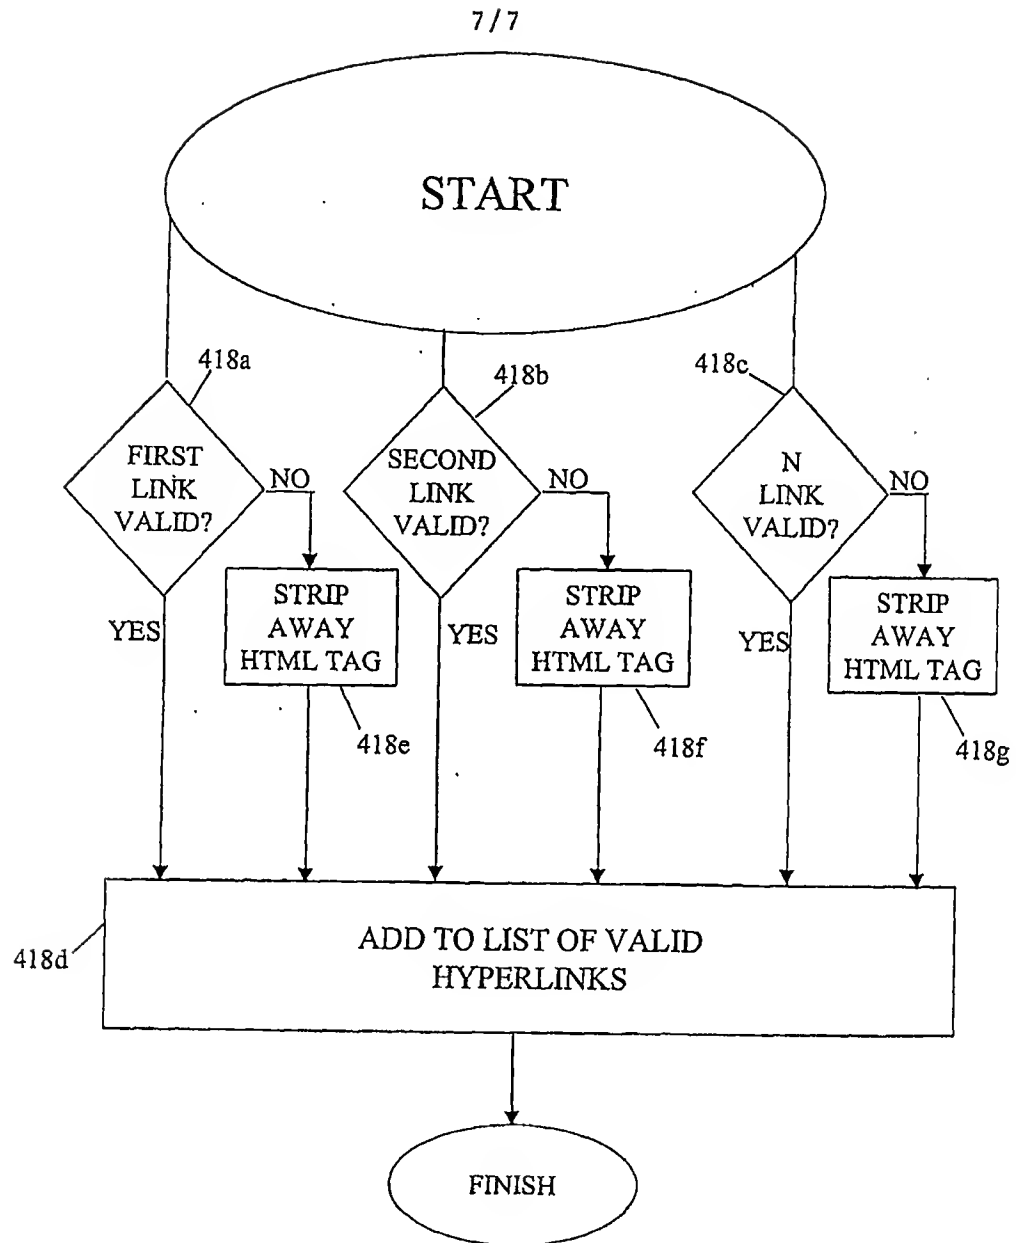 7/7
START
418a
418b
418c
FIRST
LINK
VALID?
NO
SECOND
LINK
VALID?
NO
N
LINK
VALID?
NO
STRIP
AWAY
HTML TAG
STRIP
AWAY
HTML TAG
STRIP
AWAY
HTML TAG
YES
YES
YES
418e
418f
418g
418d
ADD TO LIST OF VALID
HYPERLINKS
FINISH